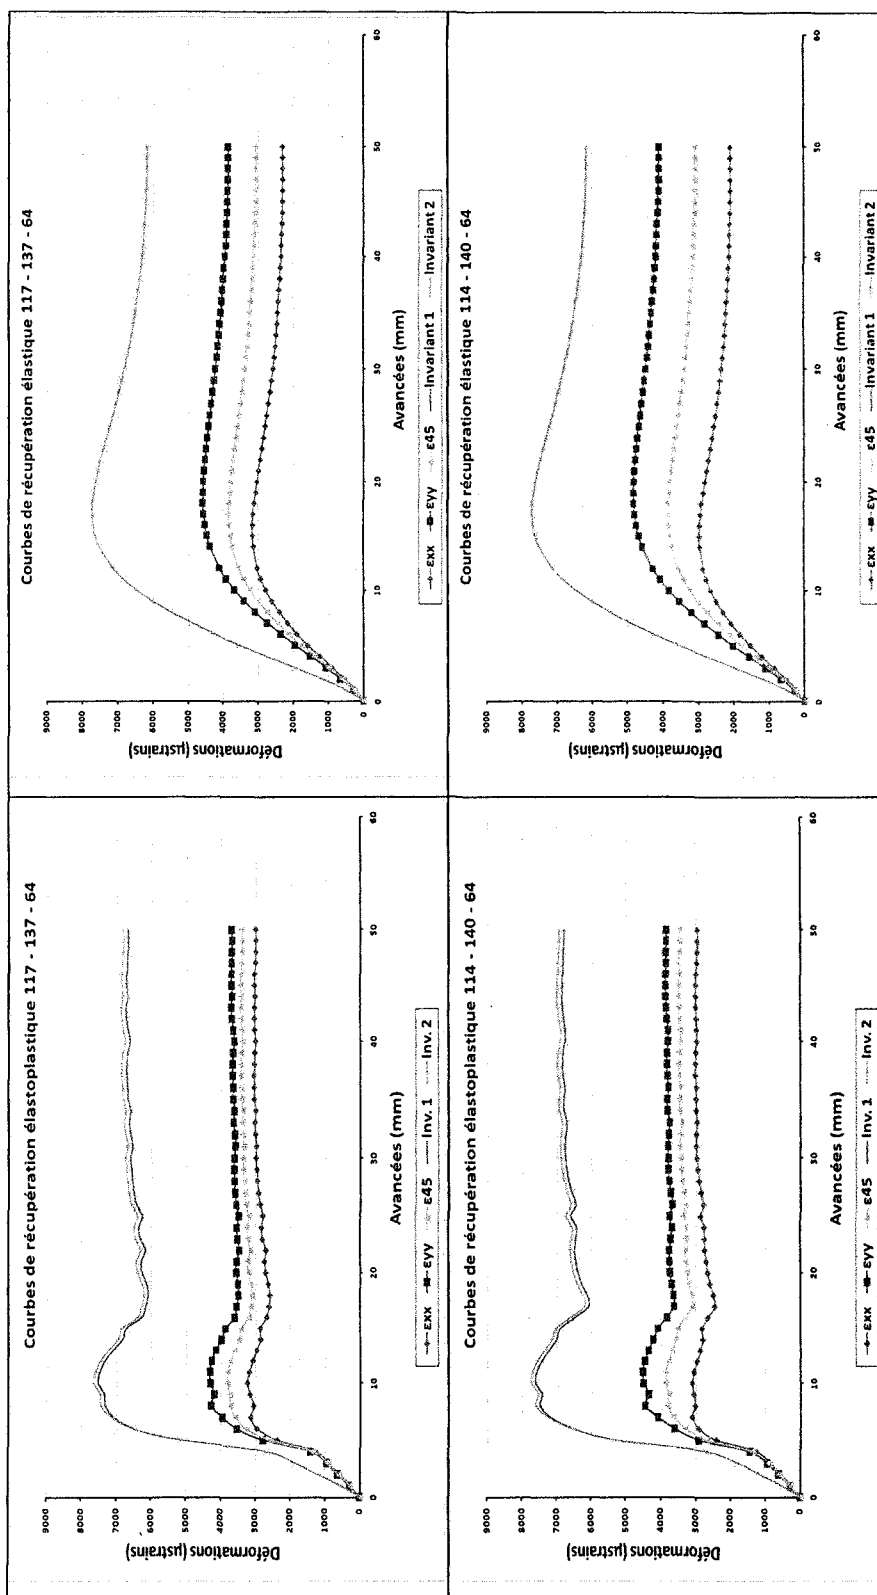 Courbes de récupération élastoplastique 117 - 137 - 64
Déformations (µstrains)
9000
8000
7000
6000
5000
4000
3000
2000
1000
0
0 10 20 30 40 50 60
Avancées (mm)
εxx εyy ε45 Inv. 1 Inv. 2
Courbes de récupération élastique 117 - 137 - 64
Déformations (µstrains)
9000
8000
7000
6000
5000
4000
3000
2000
1000
0
0 10 20 30 40 50 60
Avancées (mm)
εxx εyy ε45 Invariant 1 Invariant 2
Courbes de récupération élastoplastique 114 - 140 - 64
Déformations (µstrains)
9000
8000
7000
6000
5000
4000
3000
2000
1000
0
0 10 20 30 40 50 60
Avancées (mm)
εxx εyy ε45 Inv. 1 Inv. 2
Courbes de récupération élastique 114 - 140 - 64
Déformations (µstrains)
9000
8000
7000
6000
5000
4000
3000
2000
1000
0
0 10 20 30 40 50 60
Avancées (mm)
εxx εyy ε45 Invariant 1 Invariant 2